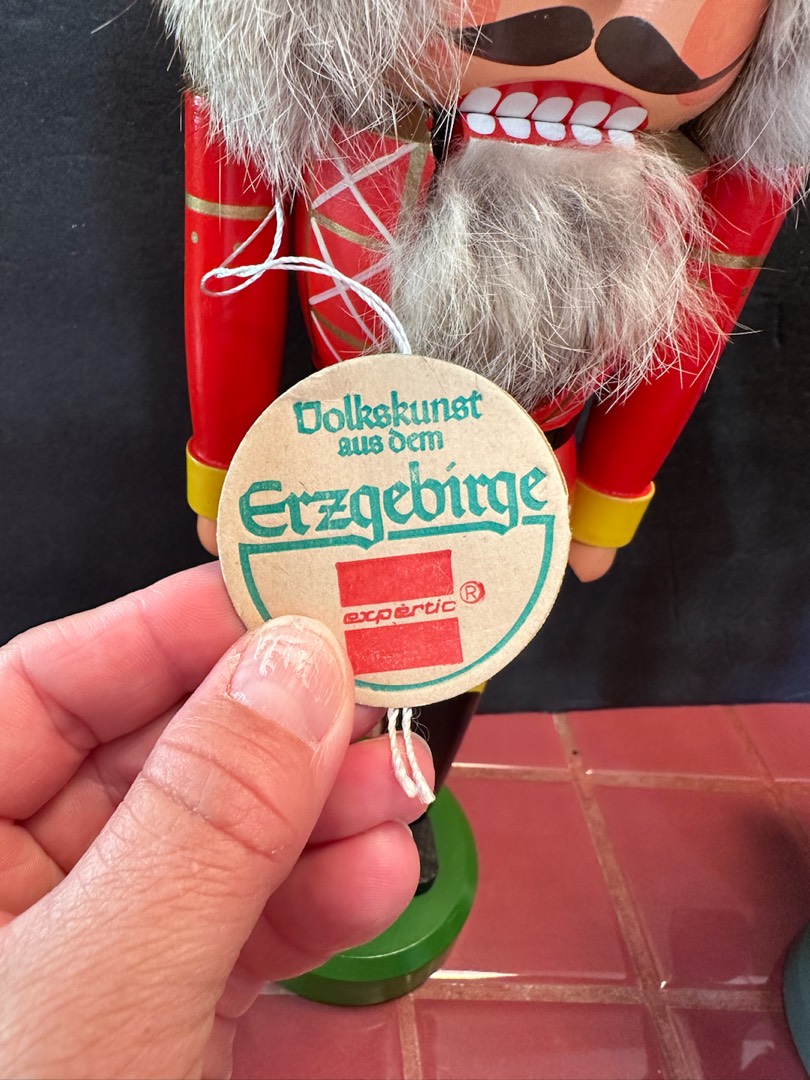 Volkskunst
aus dem
Erzgebirge
expertic ®